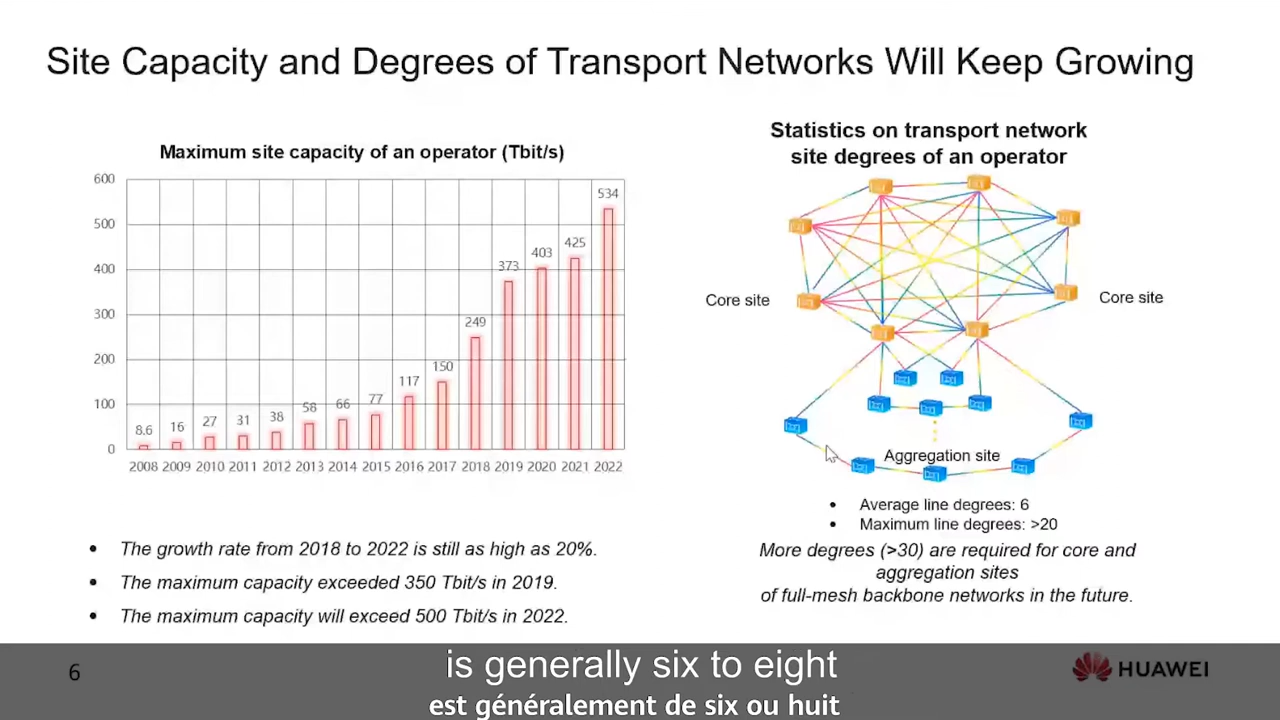 Site Capacity and Degrees of Transport Networks Will Keep Growing
Maximum site capacity of an operator (Tbit/s)
600
500
400
300
200
100
0
8.6
16
27
31
38
58
66
77
117
150
249
373
403
425
534
2008 2009 2010 2011 2012 2013 2014 2015 2016 2017 2018 2019 2020 2021 2022
• The growth rate from 2018 to 2022 is still as high as 20%.
• The maximum capacity exceeded 350 Tbit/s in 2019.
• The maximum capacity will exceed 500 Tbit/s in 2022.
Statistics on transport network
site degrees of an operator
Core site
Core site
Aggregation site
• Average line degrees: 6
• Maximum line degrees: >20
More degrees (>30) are required for core and
aggregation sites
of full-mesh backbone networks in the future.
6
is generally six to eight
est généralement de six ou huit
HUAWEI